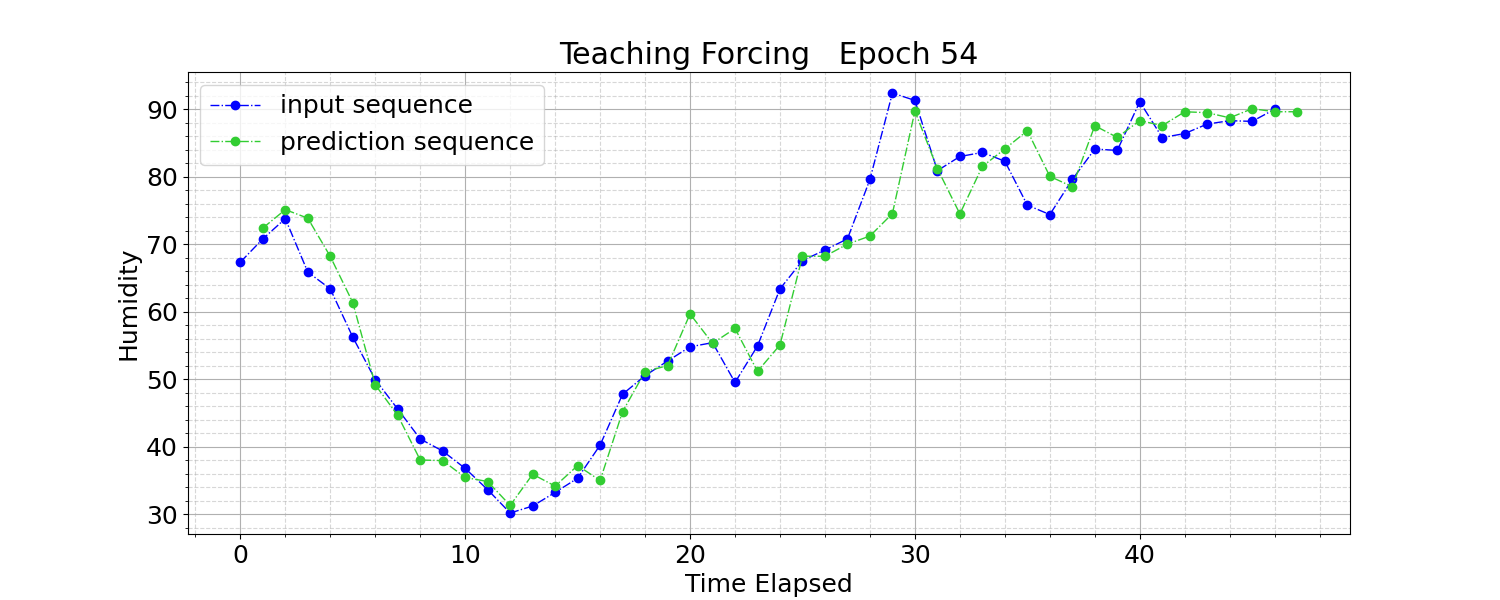 Teaching Forcing   Epoch 54
input sequence
prediction sequence
Humidity
90
80
70
60
50
40
30
0 10 20 30 40
Time Elapsed